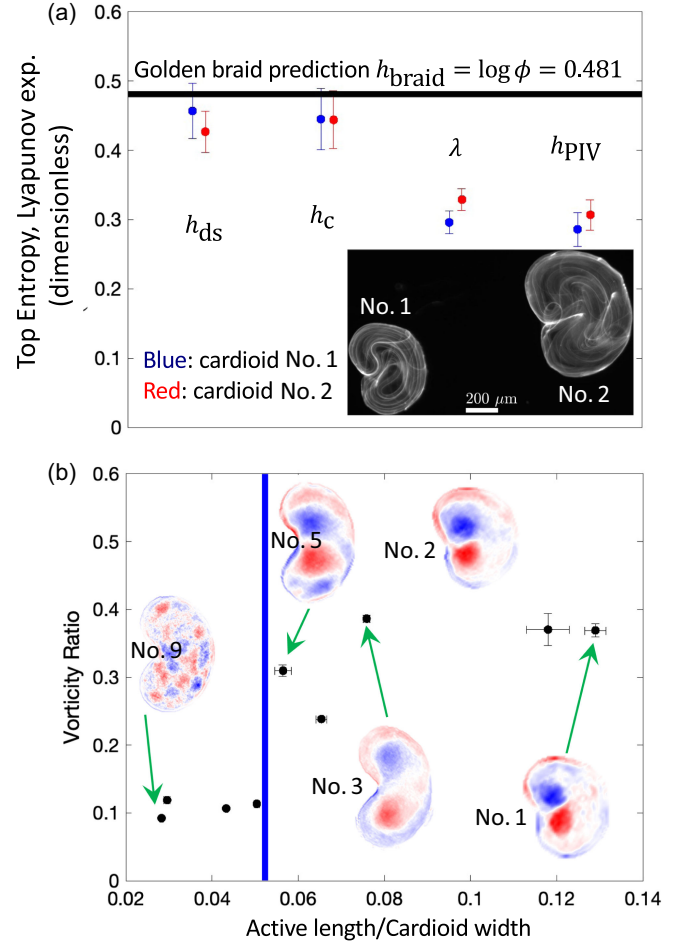 (a)
0.6
Golden braid prediction h_braid = log ϕ = 0.481
0.5
0.4
λ
h_PIV
0.3
h_ds
h_c
0.2
0.1
0
Top Entropy, Lyapunov exp.
(dimensionless)
No. 1
No. 2
200 μm
Blue: cardioid No. 1
Red: cardioid No. 2
(b)
0.6
0.5
0.4
0.3
0.2
0.1
0
Vorticity Ratio
No. 5
No. 2
No. 9
No. 3
No. 1
0.02
0.04
0.06
0.08
0.1
0.12
0.14
Active length/Cardioid width